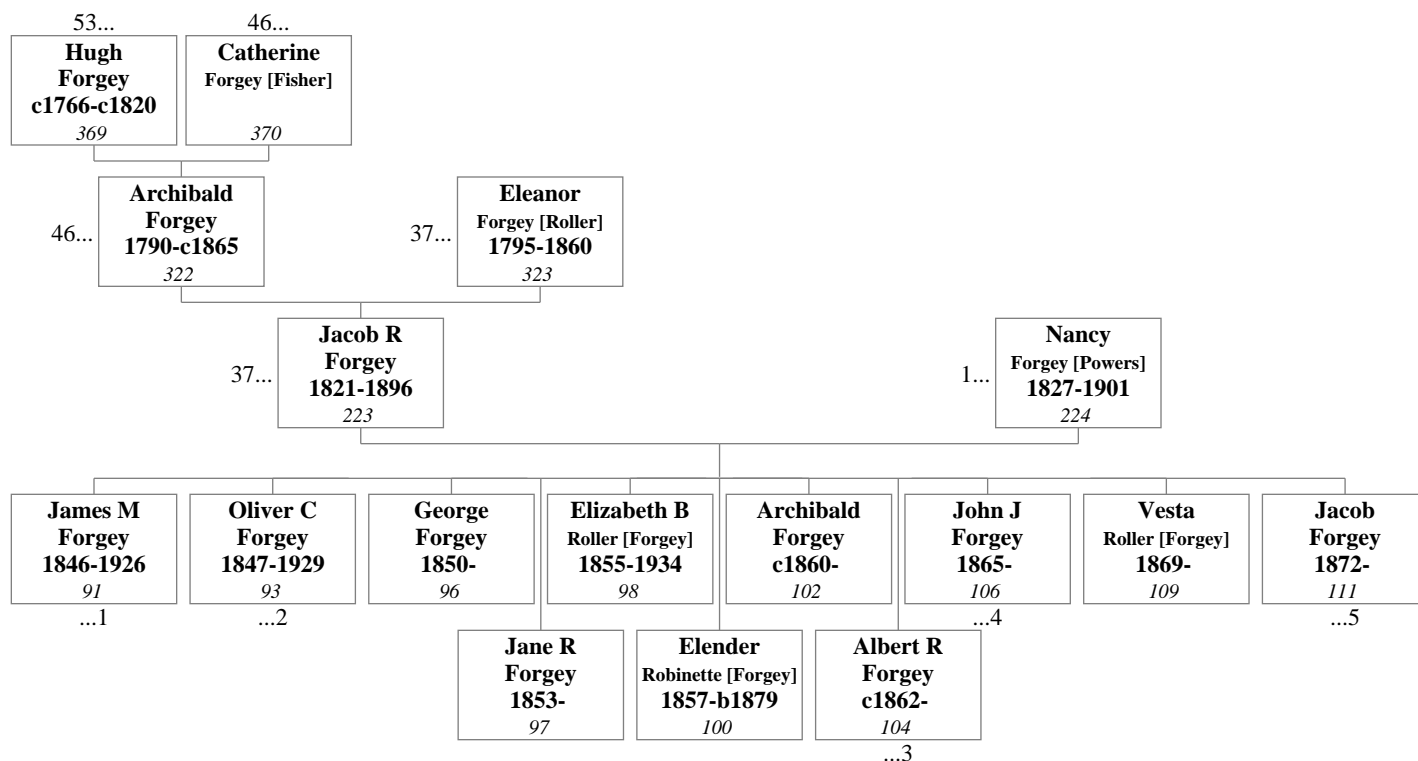 53...
46...
Hugh
Forgey
c1766-c1820
369
Catherine
Forgey [Fisher]
370
46...
Archibald
Forgey
1790-c1865
322
37...
Eleanor
Forgey [Roller]
1795-1860
323
37...
Jacob R
Forgey
1821-1896
223
1...
Nancy
Forgey [Powers]
1827-1901
224
James M
Forgey
1846-1926
91
...1
Oliver C
Forgey
1847-1929
93
...2
George
Forgey
1850-
96
Elizabeth B
Roller [Forgey]
1855-1934
98
Archibald
Forgey
c1860-
102
John J
Forgey
1865-
106
...4
Vesta
Roller [Forgey]
1869-
109
Jacob
Forgey
1872-
111
...5
Jane R
Forgey
1853-
97
Elender
Robinette [Forgey]
1857-b1879
100
Albert R
Forgey
c1862-
104
...3